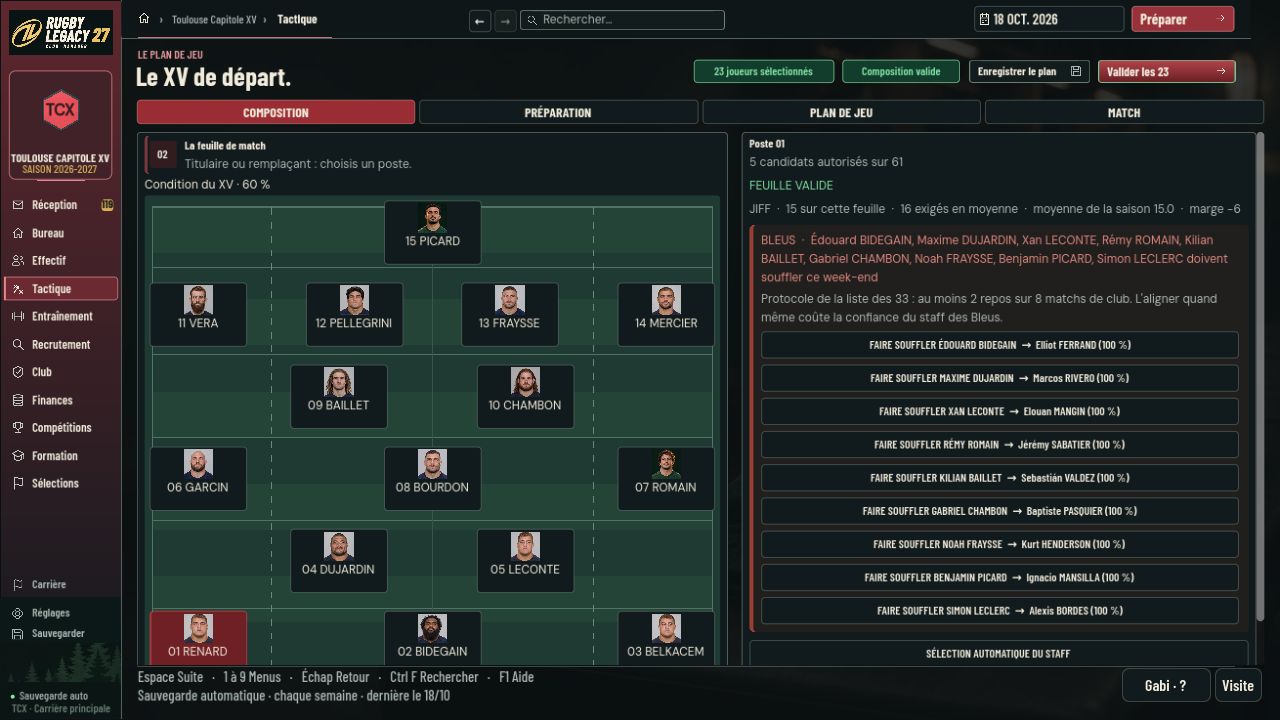 RUGBY
LEGACY 27
CLUB MANAGER
Toulouse Capitole XV
Tactique
Rechercher...
18 OCT. 2026
Préparer
LE PLAN DE JEU
Le XV de départ.
23 joueurs sélectionnés
Composition valide
Enregistrer le plan
Valider les 23
TCX
TOULOUSE CAPITOLE XV
SAISON 2026-2027
Réception
Bureau
Effectif
Tactique
Entraînement
Recrutement
Club
Finances
Compétitions
Formation
Sélections
Carrière
Réglages
Sauvegarder
Sauvegarde auto
TCX · Carrière principale
COMPOSITION
PRÉPARATION
PLAN DE JEU
MATCH
02
La feuille de match
Titulaire ou remplaçant : choisis un poste.
Condition du XV · 60 %
15 PICARD
11 VERA
12 PELLEGRINI
13 FRAYSSE
14 MERCIER
09 BAILLET
10 CHAMBON
06 GARCIN
08 BOURDON
07 ROMAIN
04 DUJARDIN
05 LECONTE
01 RENARD
02 BIDEGAIN
03 BELKACEM
Poste 01
5 candidats autorisés sur 61
FEUILLE VALIDE
JIFF · 15 sur cette feuille · 16 exigés en moyenne · moyenne de la saison 15.0 · marge -6
BLEUS · Édouard BIDEGAIN, Maxime DUJARDIN, Xan LECONTE, Rémy ROMAIN, Kilian
BAILLET, Gabriel CHAMBON, Noah FRAYSSE, Benjamin PICARD, Simon LECLERC doivent
souffler ce week-end
Protocole de la liste des 33 : au moins 2 repos sur 8 matchs de club. L'aligner quand
même coûte la confiance du staff des Bleus.
FAIRE SOUFFLER ÉDOUARD BIDEGAIN → Elliot FERRAND (100 %)
FAIRE SOUFFLER MAXIME DUJARDIN → Marcos RIVERO (100 %)
FAIRE SOUFFLER XAN LECONTE → Elouan MANGIN (100 %)
FAIRE SOUFFLER RÉMY ROMAIN → Jérémy SABATIER (100 %)
FAIRE SOUFFLER KILIAN BAILLET → Sebastián VALDEZ (100 %)
FAIRE SOUFFLER GABRIEL CHAMBON → Baptiste PASQUIER (100 %)
FAIRE SOUFFLER NOAH FRAYSSE → Kurt HENDERSON (100 %)
FAIRE SOUFFLER BENJAMIN PICARD → Ignacio MANSILLA (100 %)
FAIRE SOUFFLER SIMON LECLERC → Alexis BORDES (100 %)
SÉLECTION AUTOMATIQUE DU STAFF
Espace Suite · 1 à 9 Menus · Échap Retour · Ctrl F Rechercher · F1 Aide
Sauvegarde automatique · chaque semaine · dernière le 18/10
Gabi · ?
Visite